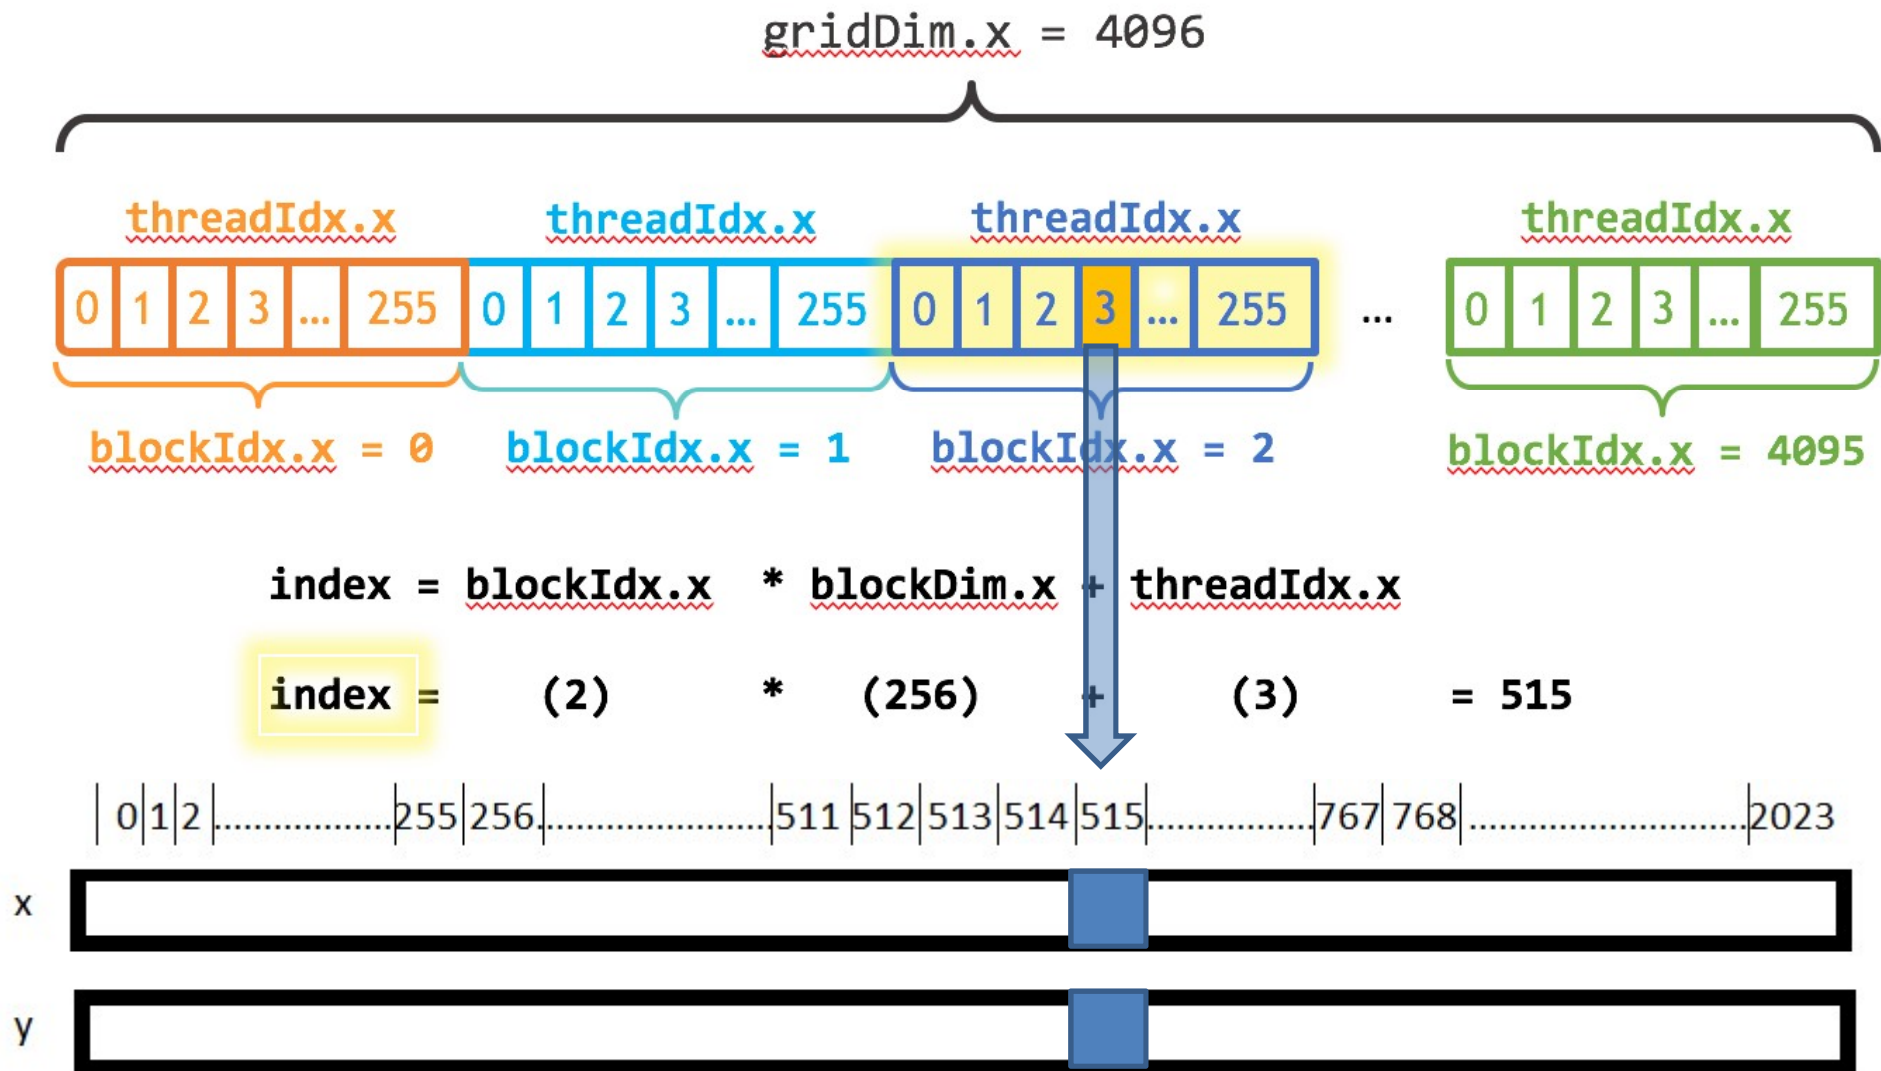 gridDim.x = 4096
threadIdx.x threadIdx.x threadIdx.x threadIdx.x
0 1 2 3 ... 255 0 1 2 3 ... 255 0 1 2 3 ... 255 ... 0 1 2 3 ... 255
blockIdx.x = 0 blockIdx.x = 1 blockIdx.x = 2 blockIdx.x = 4095
index = blockIdx.x * blockDim.x + threadIdx.x
index = (2) * (256) + (3) = 515
| 0|1|2 |..................|255|256.|.......................|511 |512|513|514|515|.................|767|768|............................|2023
x
y